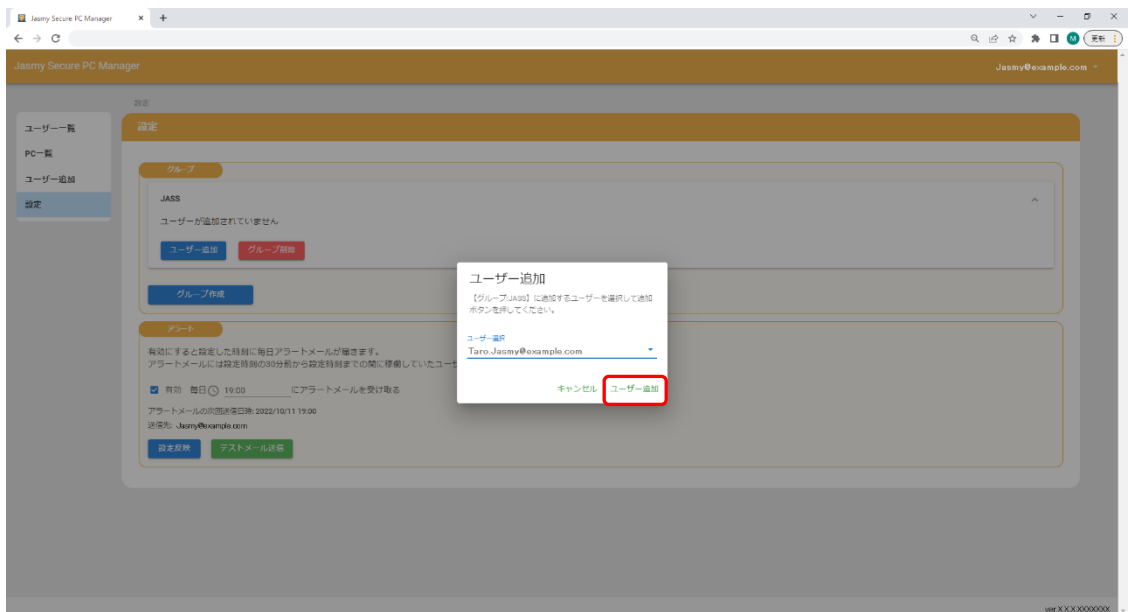 Jasmy Secure PC Manager
更新
M
Jasmy Secure PC Manager
Jasmy@example.com
設定
ユーザー一覧
PC一覧
ユーザー追加
設定
設定
グループ
JASS
ユーザーが追加されていません
ユーザー追加
グループ削除
グループ作成
ユーザー追加
【グループ:JASS】に追加するユーザーを選択して追加
ボタンを押してください。
ユーザー選択
Taro.Jasmy@example.com
キャンセル
ユーザー追加
アラート
有効にすると設定した時刻に毎日アラートメールが届きます。
アラートメールには設定時刻の30分前から設定時刻までの間に稼働していたユーザ
有効 毎日 19:00 にアラートメールを受け取る
アラートメールの次回送信日時: 2022/10/11 19:00
送信先: Jasmy@example.com
設定反映
テストメール送信
ver.X.X.XXXXXXXX